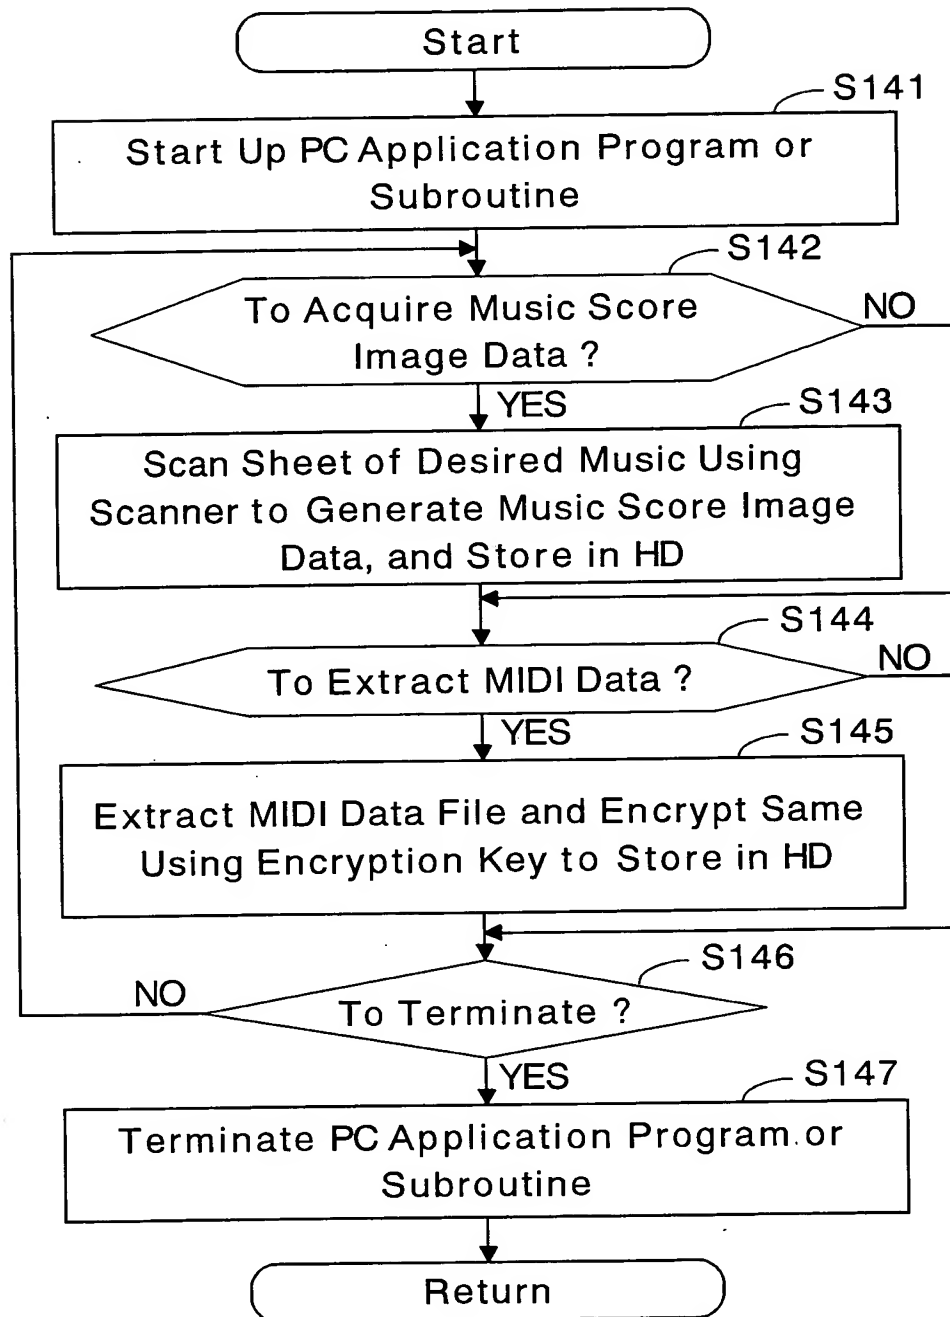 Start
S141
Start Up PC Application Program or
Subroutine
S142
To Acquire Music Score
Image Data ?
NO
YES
S143
Scan Sheet of Desired Music Using
Scanner to Generate Music Score Image
Data, and Store in HD
S144
To Extract MIDI Data ?
NO
YES
S145
Extract MIDI Data File and Encrypt Same
Using Encryption Key to Store in HD
S146
NO
To Terminate ?
YES
S147
Terminate PC Application Program or
Subroutine
Return